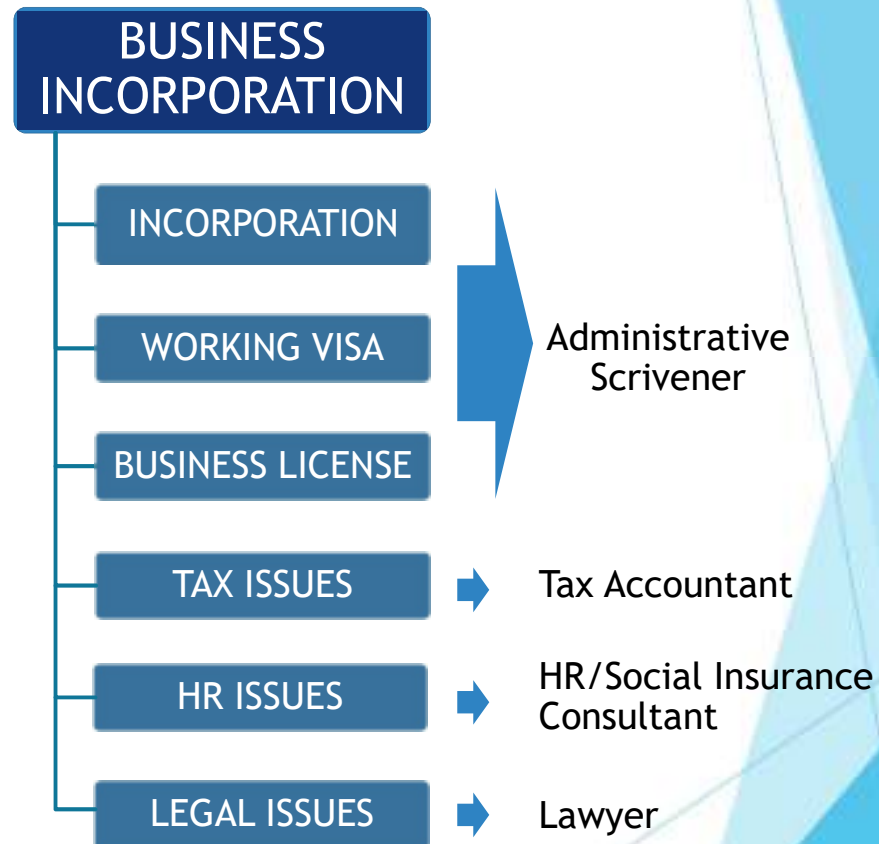 BUSINESS
INCORPORATION
INCORPORATION
WORKING VISA
BUSINESS LICENSE
Administrative
Scrivener
TAX ISSUES
Tax Accountant
HR ISSUES
HR/Social Insurance
Consultant
LEGAL ISSUES
Lawyer